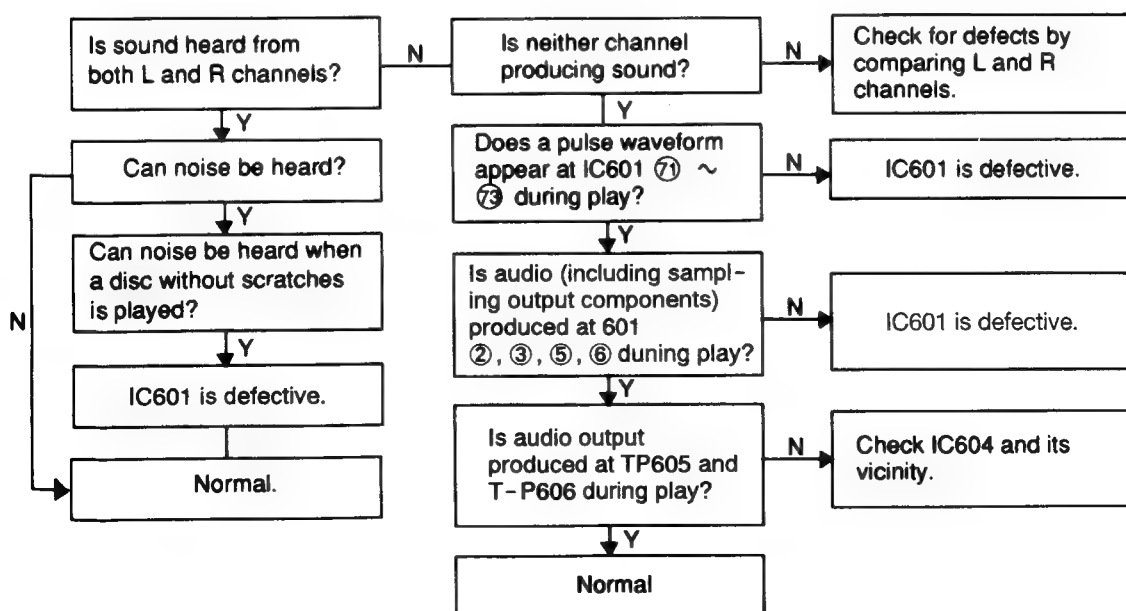 Is sound heard from
both L and R channels?
N
Y
Can noise be heard?
Y
Can noise be heard when
a disc without scratches
is played?
N
Y
IC601 is defective.
Normal.
Is neither channel
producing sound?
N
Y
Check for defects by
comparing L and R
channels.
Does a pulse waveform
appear at IC601 ㉛ ~
㉝ during play?
N
Y
IC601 is defective.
Is audio (including sampl-
ing output components)
produced at 601
②, ③, ⑤, ⑥ duning play?
N
Y
IC601 is defective.
Is audio output
produced at TP605 and
T-P606 during play?
N
Y
Check IC604 and its
vicinity.
Normal